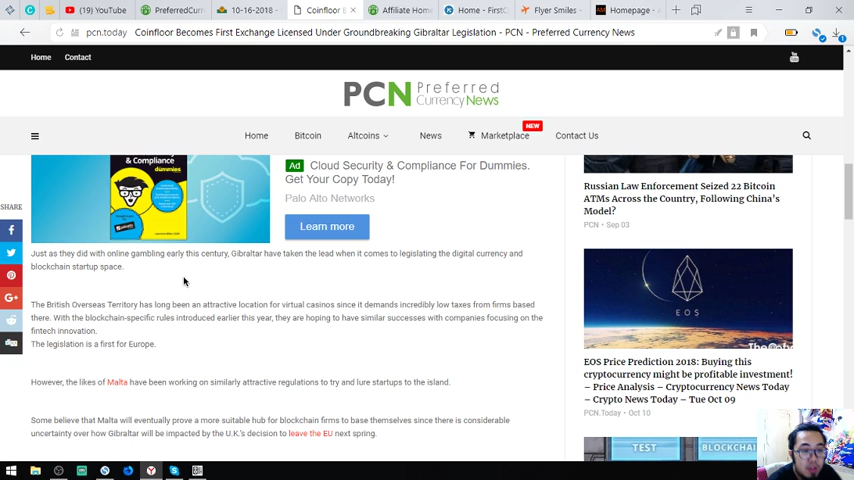 (19) YouTube
PreferredCurr
10-16-2018 -
Coinfloor B
Affiliate Home
Home - FirstC
Flyer Smiles -
Homepage -
pcn.today
Coinfloor Becomes First Exchange Licensed Under Groundbreaking Gibraltar Legislation - PCN - Preferred Currency News
Home
Contact
PCN Preferred Currency News
NEW
Home
Bitcoin
Altcoins
News
Marketplace
Contact Us
SHARE
& Compliance
dummies
Ad Cloud Security & Compliance For Dummies.
Get Your Copy Today!
Palo Alto Networks
Learn more
Just as they did with online gambling early this century, Gibraltar have taken the lead when it comes to legislating the digital currency and
blockchain startup space.
The British Overseas Territory has long been an attractive location for virtual casinos since it demands incredibly low taxes from firms based
there. With the blockchain-specific rules introduced earlier this year, they are hoping to have similar successes with companies focusing on the
fintech innovation.
The legislation is a first for Europe.
However, the likes of Malta have been working on similarly attractive regulations to try and lure startups to the island.
Some believe that Malta will eventually prove a more suitable hub for blockchain firms to base themselves since there is considerable
uncertainty over how Gibraltar will be impacted by the U.K.'s decision to leave the EU next spring.
Russian Law Enforcement Seized 22 Bitcoin
ATMs Across the Country, Following China's
Model?
PCN • Sep 03
EOS
EOS Price Prediction 2018: Buying this
cryptocurrency might be profitable investment!
– Price Analysis – Cryptocurrency News Today
– Crypto News Today – Tue Oct 09
PCN.Today • Oct 10
TEST
BLOCKCHAI